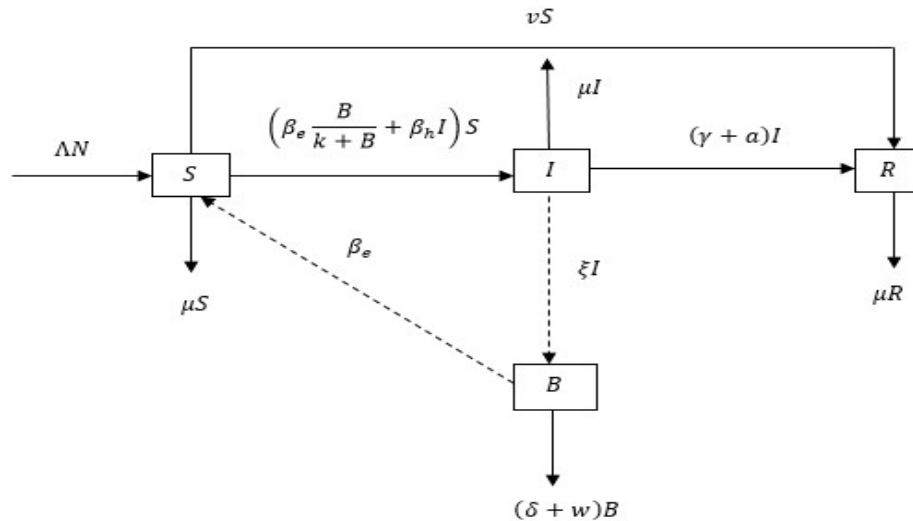 vS
μI
(β_e B/(k + B) + β_h I) S
(γ + a)I
ΛN
S
I
R
β_e
ξI
μS
μR
B
(δ + w)B